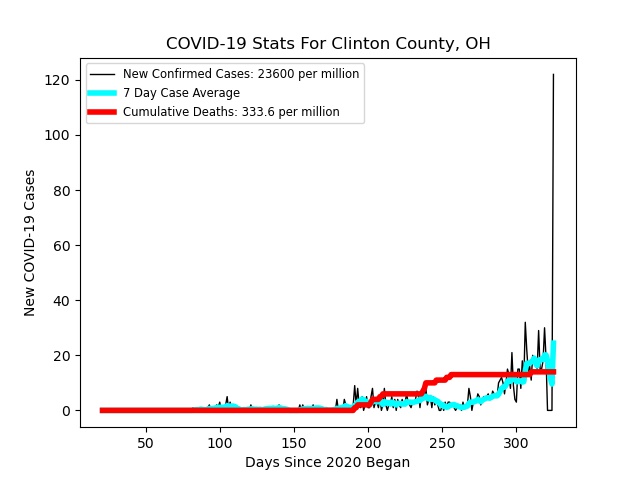 COVID-19 Stats For Clinton County, OH
New Confirmed Cases: 23600 per million
7 Day Case Average
Cumulative Deaths: 333.6 per million
New COVID-19 Cases
120
100
80
60
40
20
0
50 100 150 200 250 300
Days Since 2020 Began